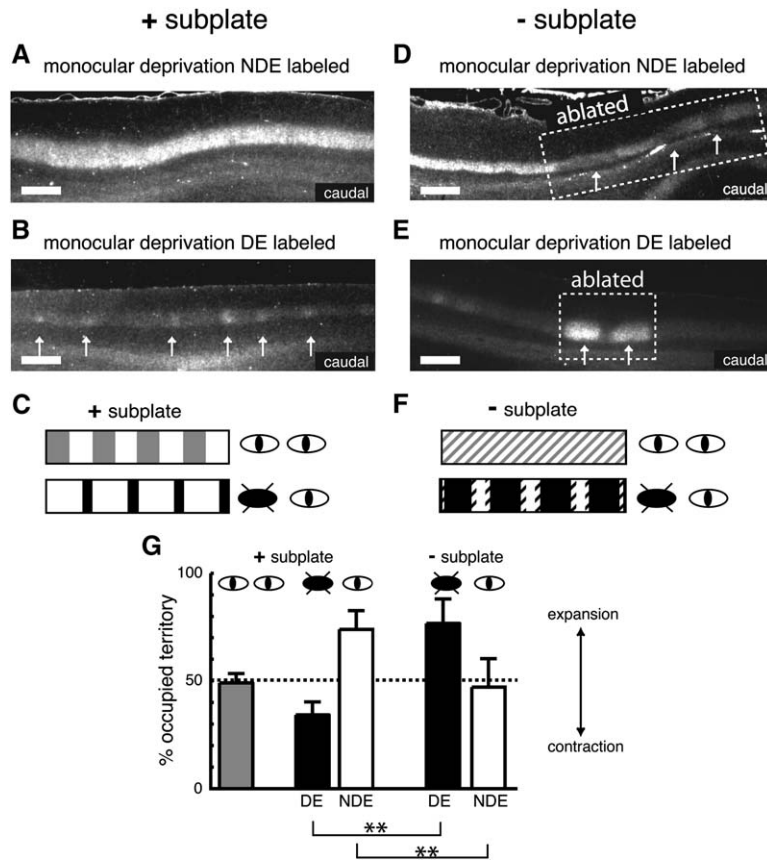 + subplate
- subplate
A
monocular deprivation NDE labeled
caudal
D
monocular deprivation NDE labeled
ablated
caudal
B
monocular deprivation DE labeled
caudal
E
monocular deprivation DE labeled
ablated
caudal
C
+ subplate
F
- subplate
G
+ subplate
- subplate
% occupied territory
100
50
0
DE
NDE
DE
NDE
**
**
expansion
contraction